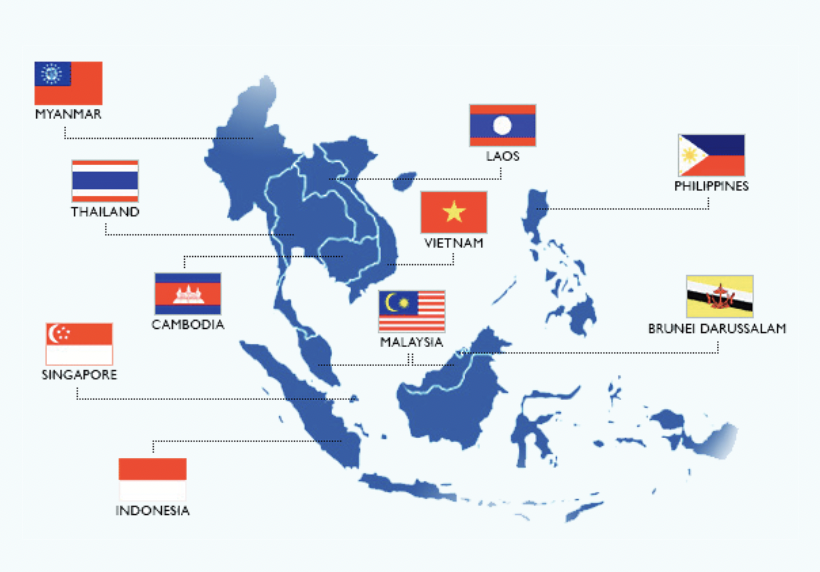 MYANMAR
LAOS
PHILIPPINES
THAILAND
VIETNAM
CAMBODIA
BRUNEI DARUSSALAM
MALAYSIA
SINGAPORE
INDONESIA